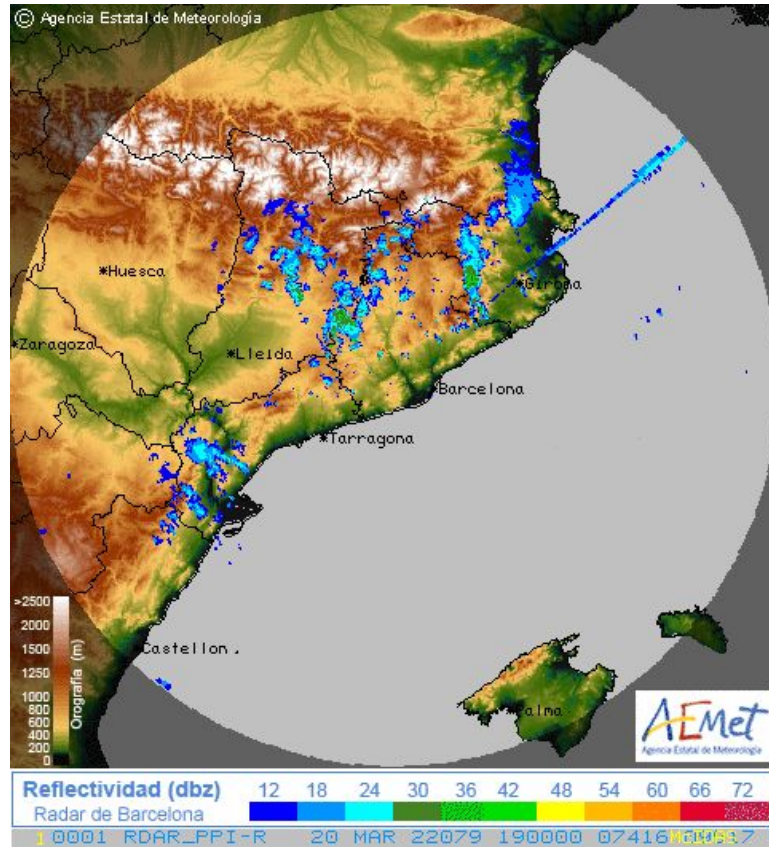 © Agencia Estatal de Meteorología
*Huesca
*Girona
*Zaragoza
*Lleida
*Barcelona
*Tarragona
>2500
2000
1500
1250
1000
800
600
400
200
0
Orografía (m)
Castellon.
*Palma
AEMet
Agencia Estatal de Meteorología
Reflectividad (dbz) 12 18 24 30 36 42 48 54 60 66 72
Radar de Barcelona
1 0001 RDAR_PPI-R 20 MAR 22079 190000 07416